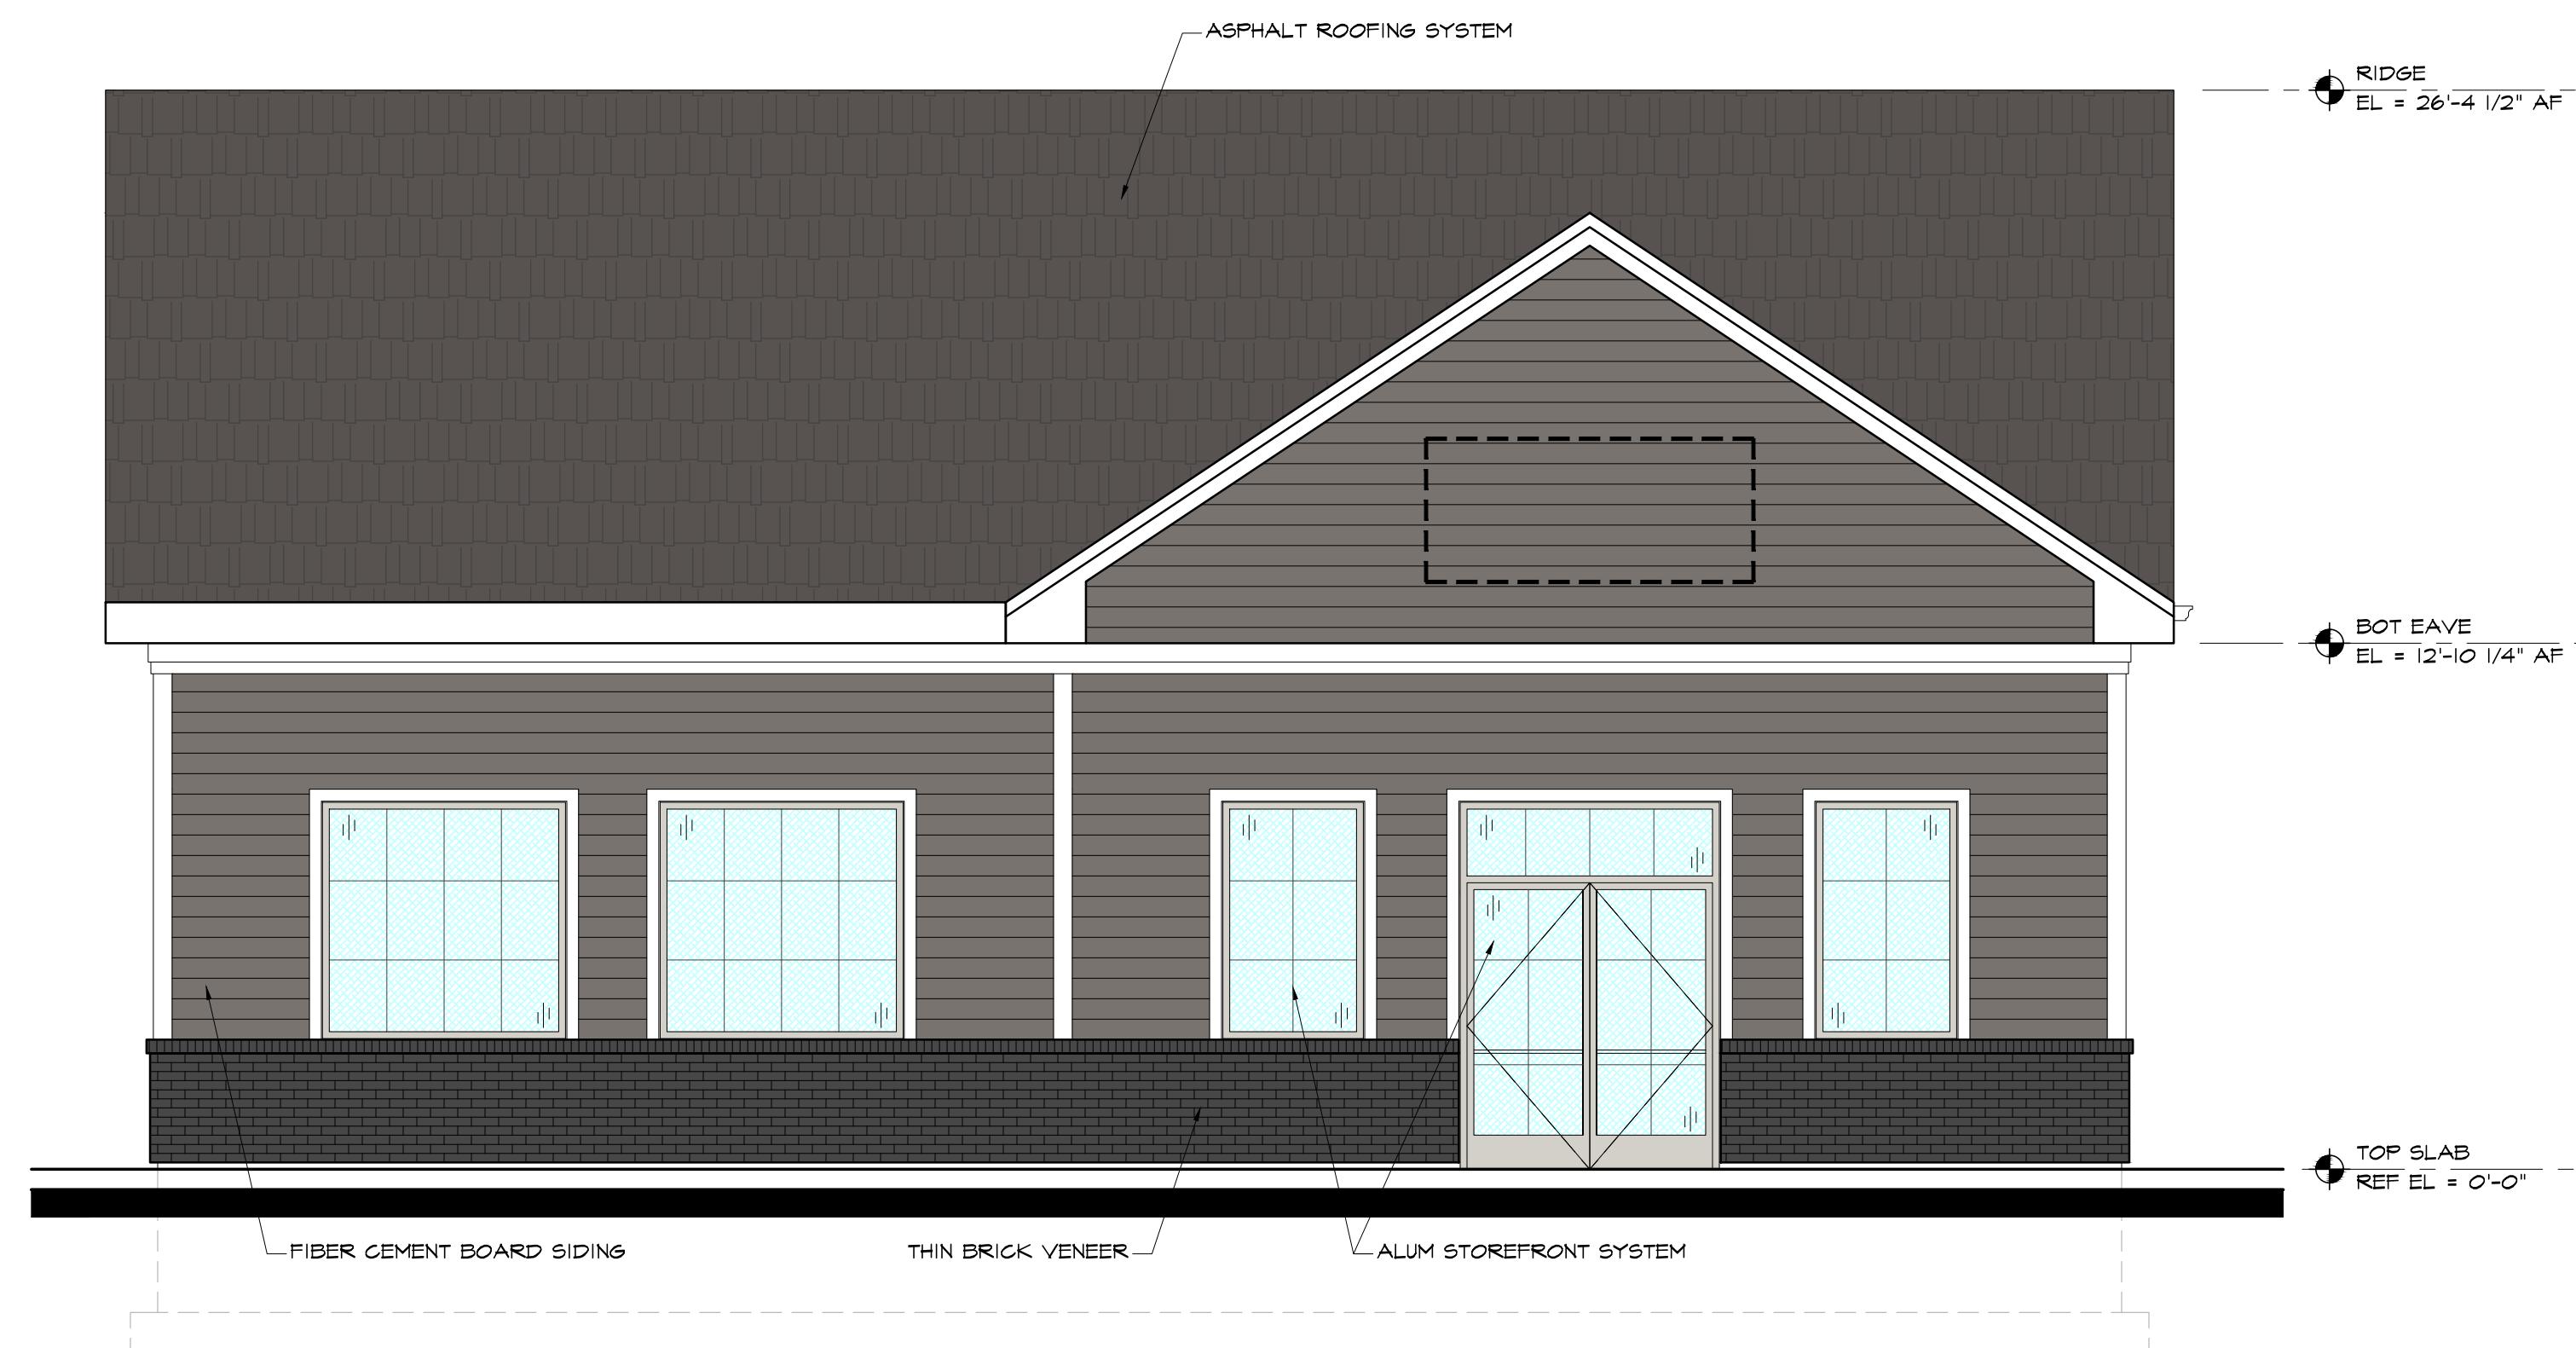 ASPHALT ROOFING SYSTEM
RIDGE
EL = 26'-4 1/2" AF
BOT EAVE
EL = 12'-10 1/4" AF
TOP SLAB
REF EL = 0'-0"
FIBER CEMENT BOARD SIDING
THIN BRICK VENEER
ALUM STOREFRONT SYSTEM